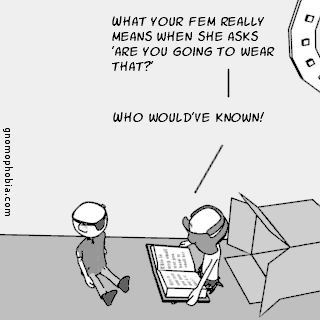 WHAT YOUR FEM REALLY
MEANS WHEN SHE ASKS
'ARE YOU GOING TO WEAR
THAT?'
WHO WOULD'VE KNOWN!
gnomophobia.com